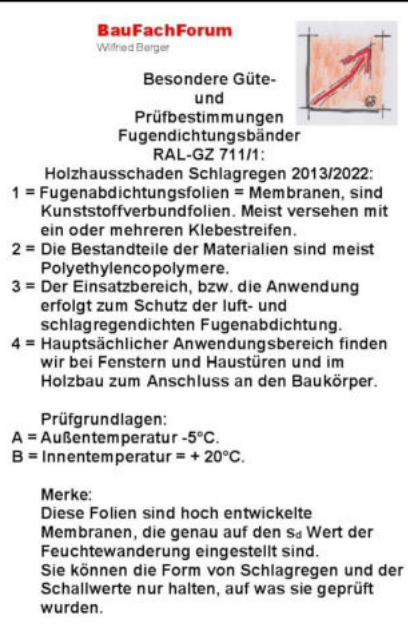 BauFachForum
Wilfried Berger
Besondere Güte-
und
Prüfbestimmungen
Fugendichtungsbänder
RAL-GZ 711/1:
Holzhausschaden Schlagregen 2013/2022:
1 = Fugenabdichtungsfolien = Membranen, sind
Kunststoffverbundfolien. Meist versehen mit
ein oder mehreren Klebestreifen.
2 = Die Bestandteile der Materialien sind meist
Polyethylencopolymere.
3 = Der Einsatzbereich, bzw. die Anwendung
erfolgt zum Schutz der luft- und
schlagregendichten Fugenabdichtung.
4 = Hauptsächlicher Anwendungsbereich finden
wir bei Fenstern und Haustüren und im
Holzbau zum Anschluss an den Baukörper.
Prüfgrundlagen:
A = Außentemperatur -5°C.
B = Innentemperatur = + 20°C.
Merke:
Diese Folien sind hoch entwickelte
Membranen, die genau auf den sd Wert der
Feuchtewanderung eingestellt sind.
Sie können die Form von Schlagregen und der
Schallwerte nur halten, auf was sie geprüft
wurden.